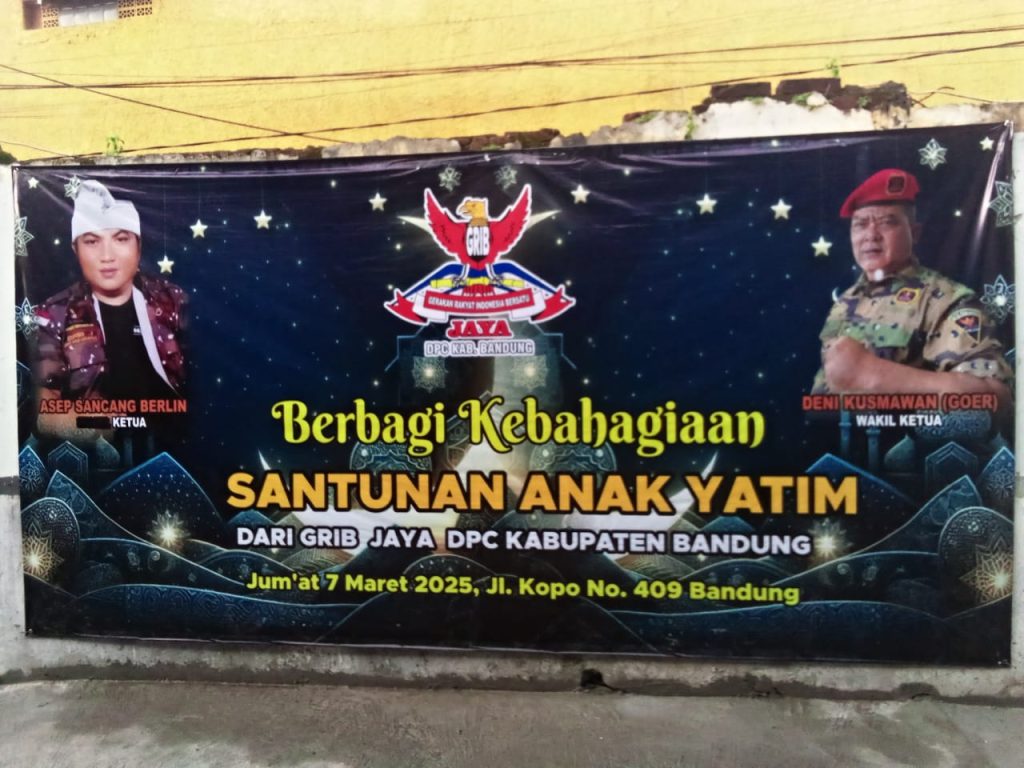 GRIB
GERAKAN RAKYAT INDONESIA BERSATU
JAYA
DPC KAB. BANDUNG
ASEP SANCANG BERLIN
KETUA
DENI KUSMAWAN (GOER)
WAKIL KETUA
Berbagi Kebahagiaan
SANTUNAN ANAK YATIM
DARI GRIB JAYA DPC KABUPATEN BANDUNG
Jum'at 7 Maret 2025, Jl. Kopo No. 409 Bandung